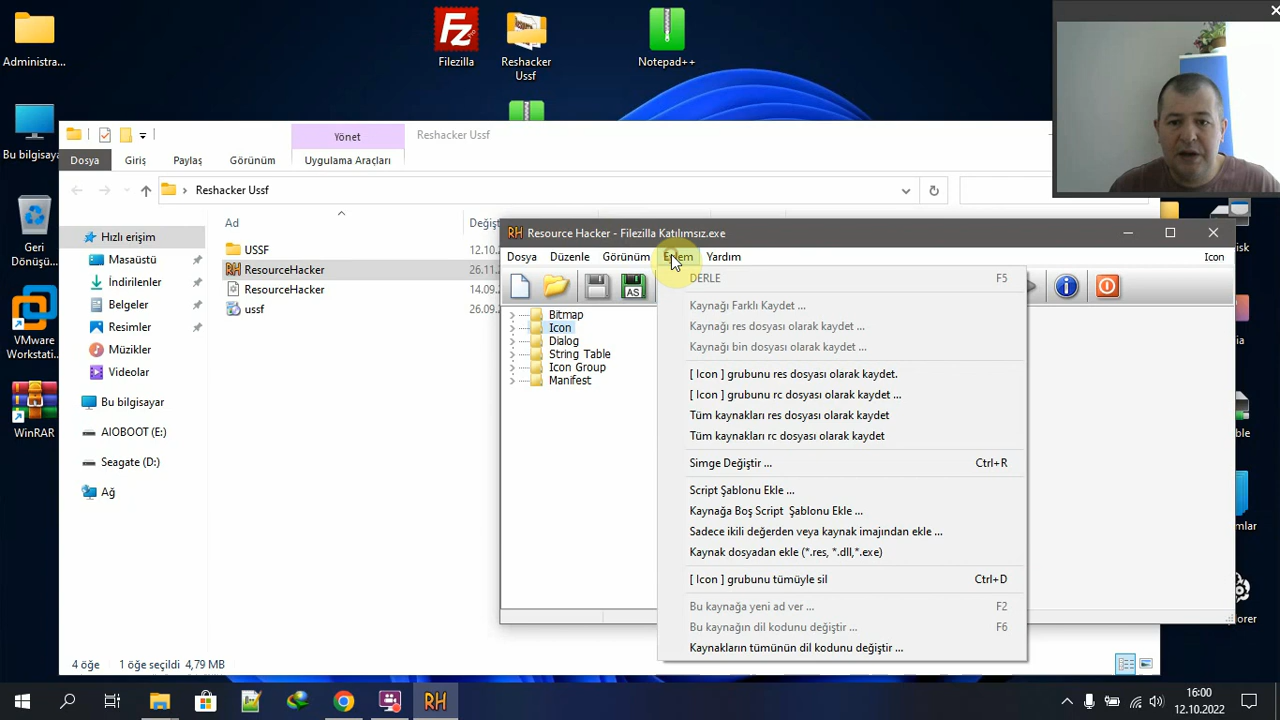 Administra...
Filezilla
Reshacker
Ussf
Notepad++
Bu bilgisaya
Geri
Dönüşü...
VMware
Workstati...
WinRAR
Yönet
Reshacker Ussf
Dosya
Giriş
Paylaş
Görünüm
Uygulama Araçları
Reshacker Ussf
Ad
Değişt
Hızlı erişim
Masaüstü
İndirilenler
Belgeler
Resimler
Müzikler
Videolar
Bu bilgisayar
AIOBOOT (E:)
Seagate (D:)
Ağ
USSF
12.10.
ResourceHacker
26.11.
ResourceHacker
14.09.
ussf
26.09.
4 öğe
1 öğe seçildi 4,79 MB
Resource Hacker - Filezilla Katılımsız.exe
Dosya
Düzenle
Görünüm
Yardım
Icon
AS
Bitmap
Icon
Dialog
String Table
Icon Group
Manifest
DERLE F5
Kaynağı Farklı Kaydet ...
Kaynağı res dosyası olarak kaydet ...
Kaynağı bin dosyası olarak kaydet ...
[ Icon ] grubunu res dosyası olarak kaydet.
[ Icon ] grubunu rc dosyası olarak kaydet ...
Tüm kaynakları res dosyası olarak kaydet
Tüm kaynakları rc dosyası olarak kaydet
Simge Değiştir ... Ctrl+R
Script Şablonu Ekle ...
Kaynağa Boş Script Şablonu Ekle ...
Sadece ikili değerden veya kaynak imajından ekle ...
Kaynak dosyadan ekle (*.res, *.dll,*.exe)
[ Icon ] grubunu tümüyle sil Ctrl+D
Bu kaynağa yeni ad ver ... F2
Bu kaynağın dil kodunu değiştir ... F6
Kaynakların tümünün dil kodunu değiştir ...
RH
16:00
12.10.2022